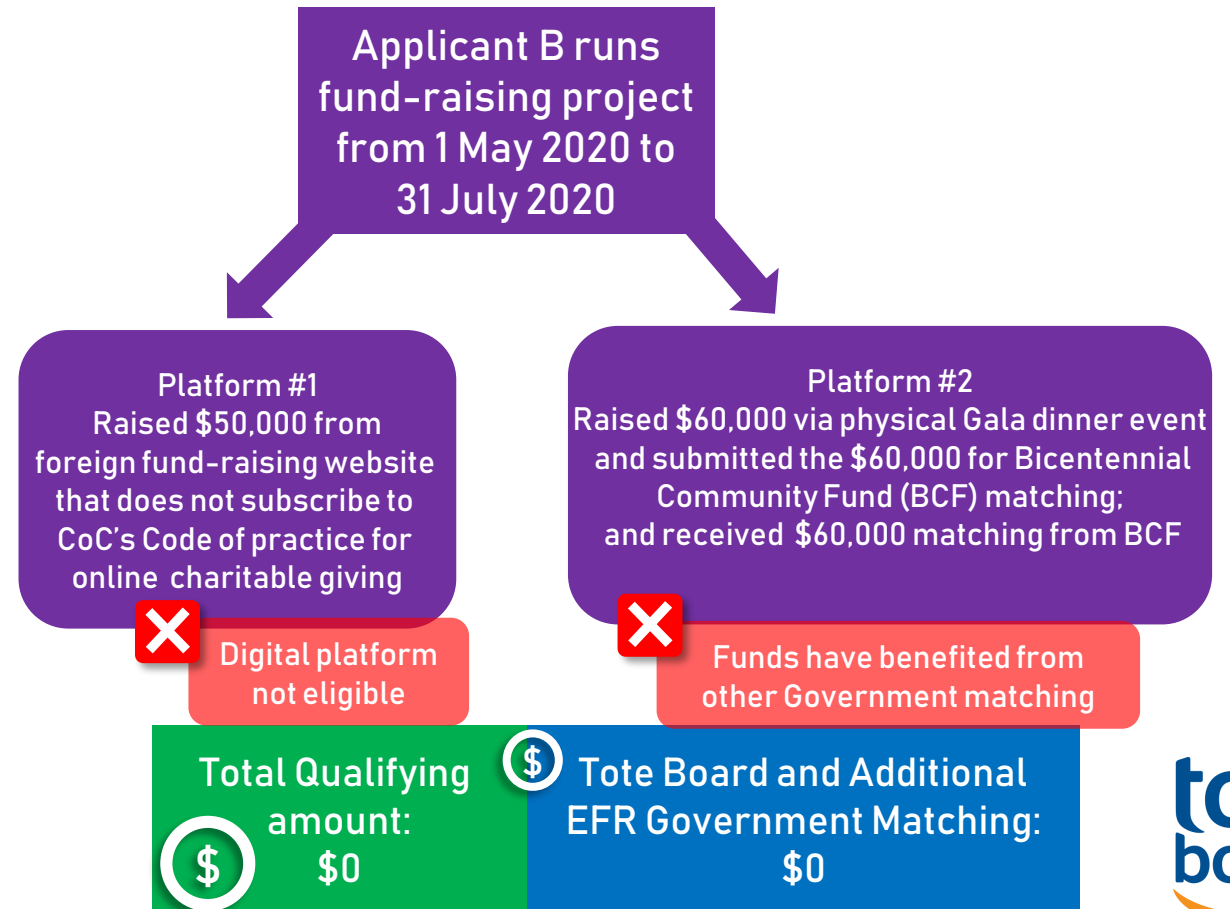 Applicant B runs
fund-raising project
from 1 May 2020 to
31 July 2020
Platform #1
Raised $50,000 from
foreign fund-raising website
that does not subscribe to
CoC's Code of practice for
online charitable giving
Digital platform
not eligible
Platform #2
Raised $60,000 via physical Gala dinner event
and submitted the $60,000 for Bicentennial
Community Fund (BCF) matching;
and received $60,000 matching from BCF
Funds have benefited from
other Government matching
Total Qualifying
amount:
$
$0
$
Tote Board and Additional
EFR Government Matching:
$0